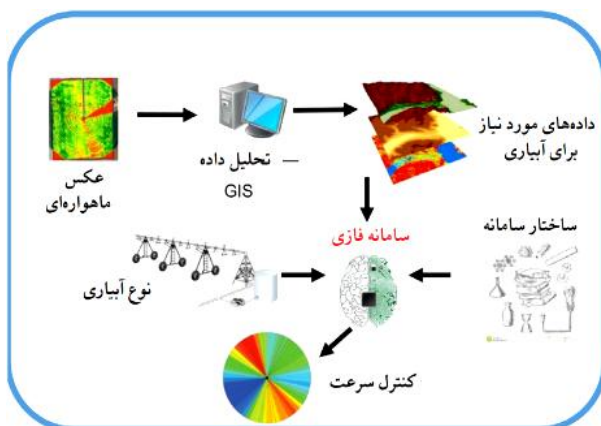 عکس
ماهواره‌ای
تحلیل داده —
GIS
داده‌های مورد نیاز
برای آبیاری
سامانه فازی
ساختار سامانه
نوع آبیاری
کنترل سرعت